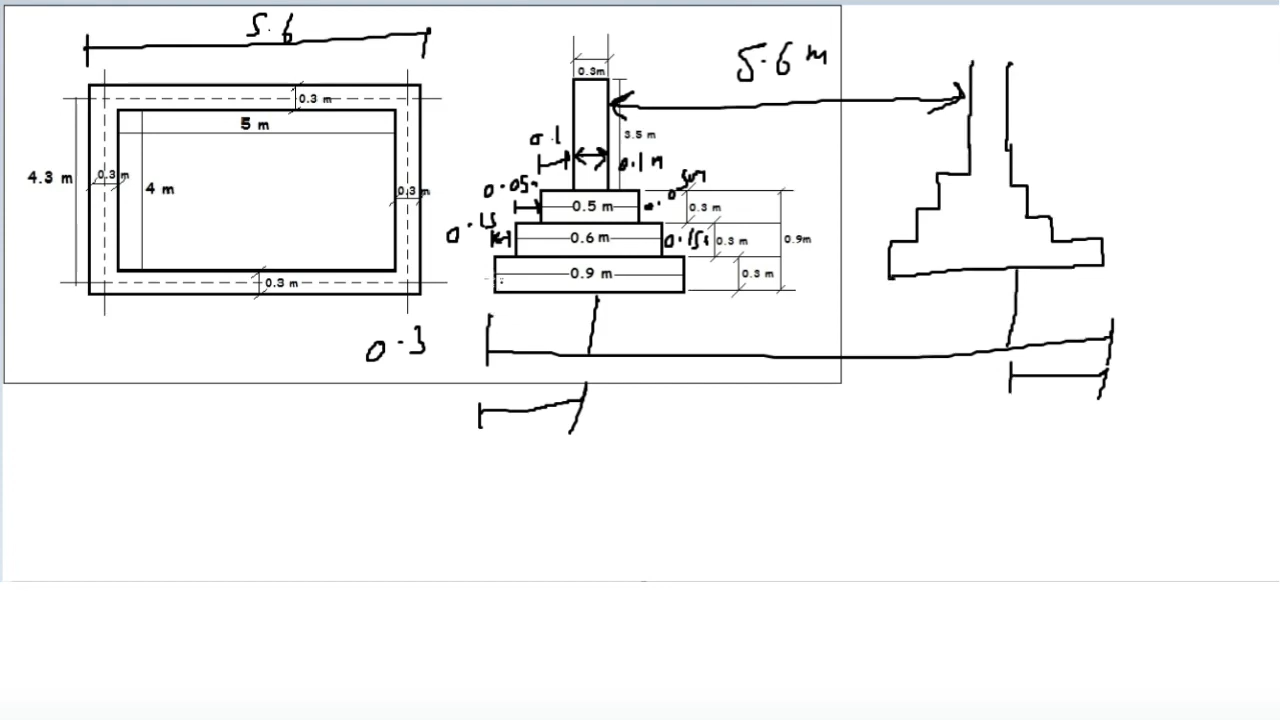 5.6
5.6 m
0.3m
0.3 m
5 m
0.1
3.5 m
0.1
4.3 m
0.3 m
4 m
0.3 m
0.05
0.5 m
0.3 m
0.15
0.6 m
0.15
0.3 m
0.9m
0.9 m
0.3 m
0.3 m
0.3